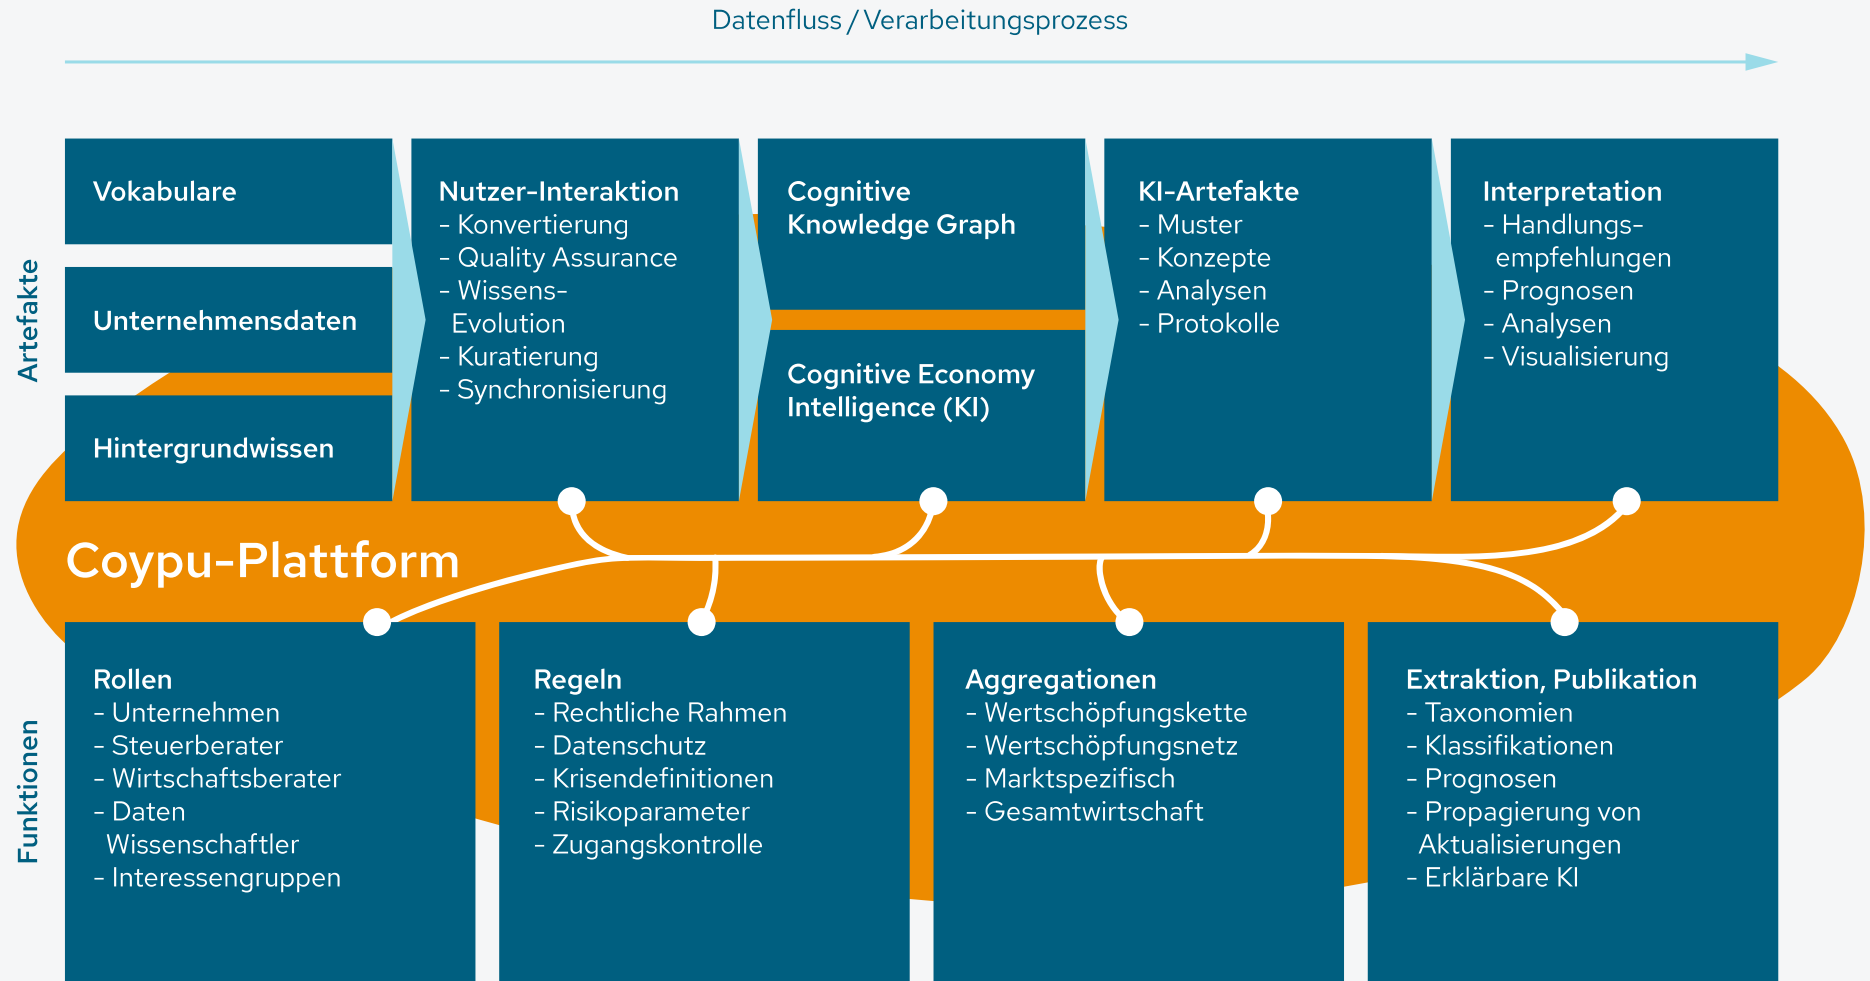 Datenfluss / Verarbeitungsprozess
Artefakte
Vokabulare
Unternehmensdaten
Hintergrundwissen
Nutzer-Interaktion
- Konvertierung
- Quality Assurance
- Wissens-
Evolution
- Kuratierung
- Synchronisierung
Cognitive
Knowledge Graph
Cognitive Economy
Intelligence (KI)
KI-Artefakte
- Muster
- Konzepte
- Analysen
- Protokolle
Interpretation
- Handlungs-
empfehlungen
- Prognosen
- Analysen
- Visualisierung
Coypu-Plattform
Funktionen
Rollen
- Unternehmen
- Steuerberater
- Wirtschaftsberater
- Daten
Wissenschaftler
- Interessengruppen
Regeln
- Rechtliche Rahmen
- Datenschutz
- Krisendefinitionen
- Risikoparameter
- Zugangskontrolle
Aggregationen
- Wertschöpfungskette
- Wertschöpfungsnetz
- Marktspezifisch
- Gesamtwirtschaft
Extraktion, Publikation
- Taxonomien
- Klassifikationen
- Prognosen
- Propagierung von
Aktualisierungen
- Erklärbare KI